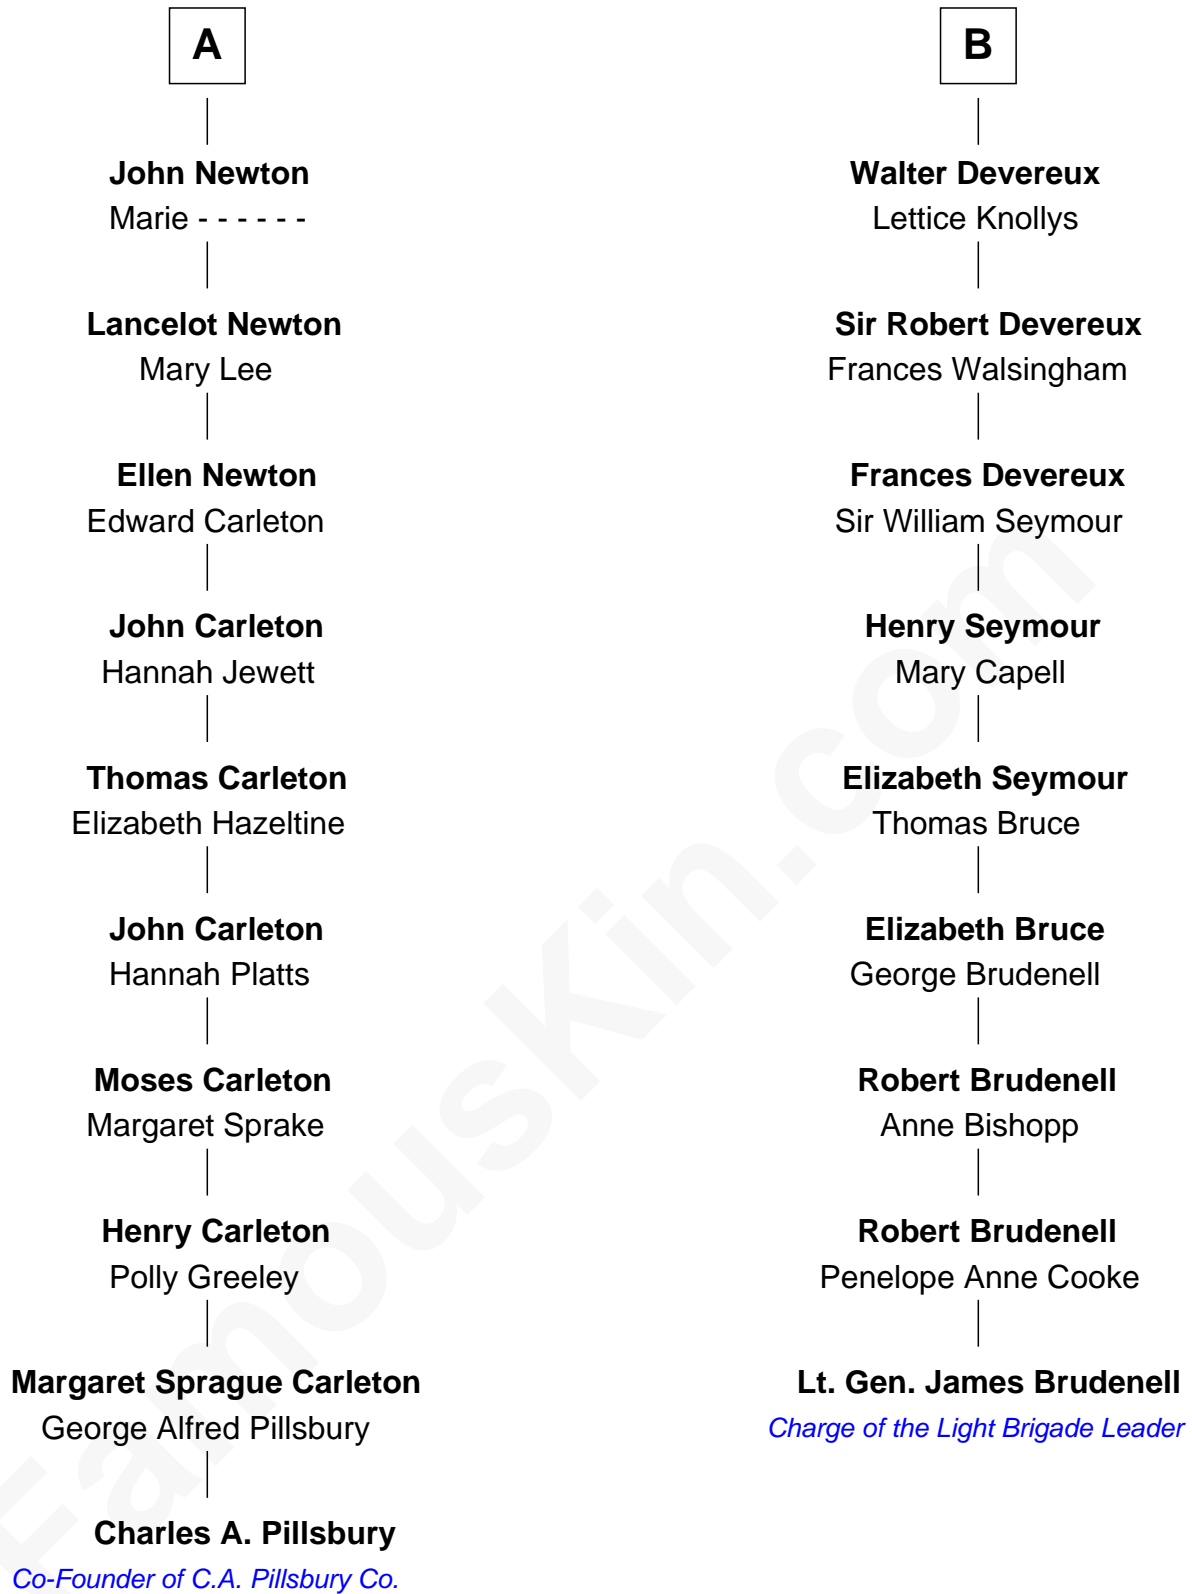 A
B
John Newton
Marie - - - - - -
Walter Devereux
Lettice Knollys
Lancelot Newton
Mary Lee
Sir Robert Devereux
Frances Walsingham
Ellen Newton
Edward Carleton
Frances Devereux
Sir William Seymour
John Carleton
Hannah Jewett
Henry Seymour
Mary Capell
Thomas Carleton
Elizabeth Hazeltine
Elizabeth Seymour
Thomas Bruce
John Carleton
Hannah Platts
Elizabeth Bruce
George Brudenell
Moses Carleton
Margaret Sprake
Robert Brudenell
Anne Bishopp
Henry Carleton
Polly Greeley
Robert Brudenell
Penelope Anne Cooke
Margaret Sprague Carleton
George Alfred Pillsbury
Lt. Gen. James Brudenell
Charge of the Light Brigade Leader
Charles A. Pillsbury
Co-Founder of C.A. Pillsbury Co.
FamousKin.com